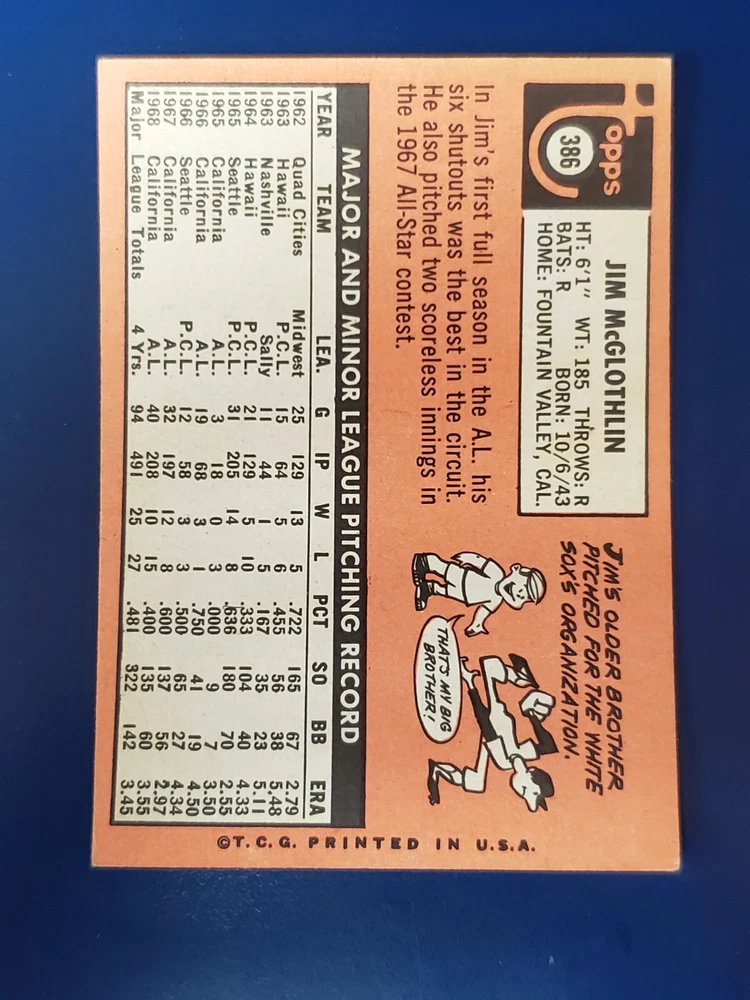 Topps
386
JIM McGLOTHLIN
HT: 6'1" WT: 185 THROWS: R
BATS: R BORN: 10/6/43
HOME: FOUNTAIN VALLEY, CAL.
JIM'S OLDER BROTHER
PITCHED FOR THE WHITE
SOX'S ORGANIZATION.
THAT'S MY BIG
BROTHER!
In Jim's first full season in the A.L. his
six shutouts was the best in the circuit.
He also pitched two scoreless innings in
the 1967 All-Star contest.
MAJOR AND MINOR LEAGUE PITCHING RECORD
YEAR TEAM LEA. G IP W L PCT SO BB ERA
1962 Quad Cities Midwest 25 129 13 5 .722 165 67 2.79
1963 Hawaii P.C.L. 15 64 5 6 .455 56 38 5.48
1963 Nashville Sally 11 44 1 5 .167 35 23 5.11
1964 Hawaii P.C.L. 21 129 5 10 .333 104 40 4.33
1965 Seattle P.C.L. 31 205 14 8 .636 180 70 2.55
1965 California A.L. 3 18 0 3 .000 9 7 3.50
1966 California A.L. 19 68 3 1 .750 41 19 4.50
1966 Seattle P.C.L. 12 58 3 3 .500 65 27 4.34
1967 California A.L. 32 197 12 8 .600 137 56 2.97
1968 California A.L. 40 208 10 15 .400 135 60 3.55
Major League Totals 4 Yrs. 94 491 25 27 .481 322 142 3.45
©T.C.G. PRINTED IN U.S.A.